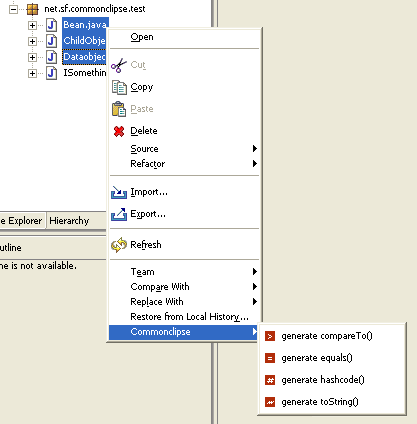 net.sf.commonclipse.test
Bean.java
ChildObje
Dataobjec
ISomethin
Open
Cut
Copy
Paste
Delete
Source
Refactor
Import...
Export...
Refresh
Team
Compare With
Replace With
Restore from Local History...
Commonclipse
e Explorer Hierarchy
utline
ne is not available.
generate compareTo()
generate equals()
generate hashcode()
generate toString()